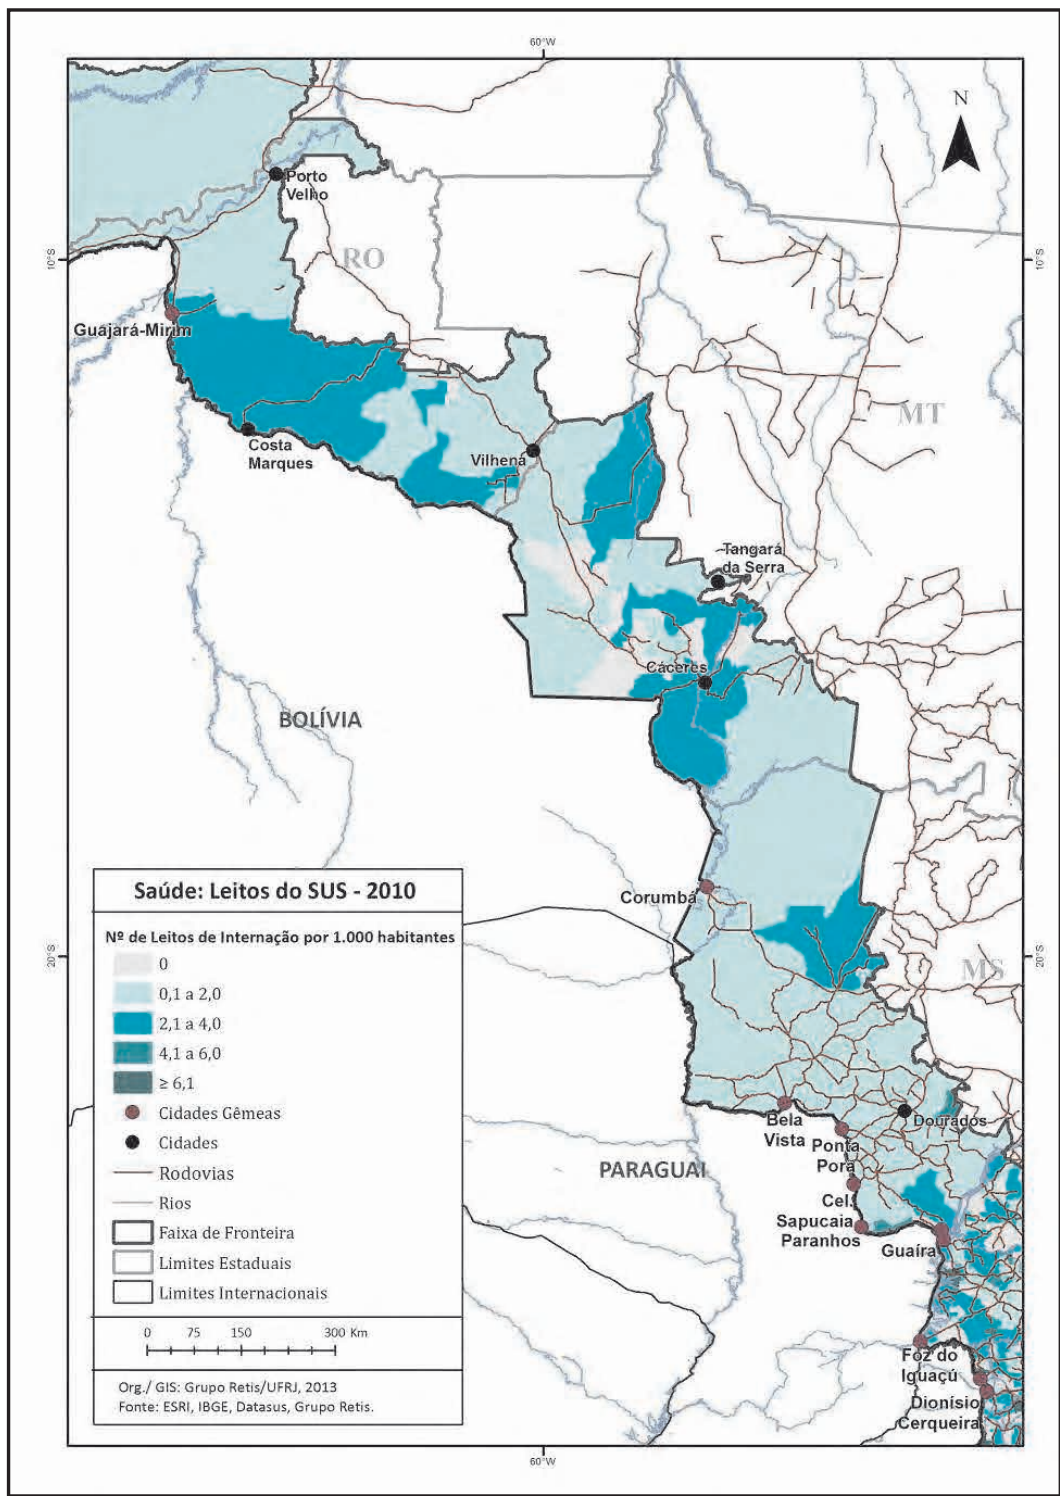 60°W
N
Porto
Velho
RO
10°S
10°S
Guajará-Mirim
MT
Costa
Marques
Vilhena
Tangará
da Serra
Cáceres
BOLÍVIA
Saúde: Leitos do SUS - 2010
Nº de Leitos de Internação por 1.000 habitantes
0
0,1 a 2,0
2,1 a 4,0
4,1 a 6,0
≥ 6,1
Cidades Gêmeas
Cidades
Rodovias
Rios
Faixa de Fronteira
Limites Estaduais
Limites Internacionais
0 75 150 300 Km
Org./ GIS: Grupo Retis/UFRJ, 2013
Fonte: ESRI, IBGE, Datasus, Grupo Retis.
Corumbá
20°S
20°S
MS
Bela
Vista
Dourados
Ponta
Porã
PARAGUAI
Cel.
Sapucaia
Paranhos
Guaíra
Foz do
Iguaçú
Dionísio
Cerqueira
60°W